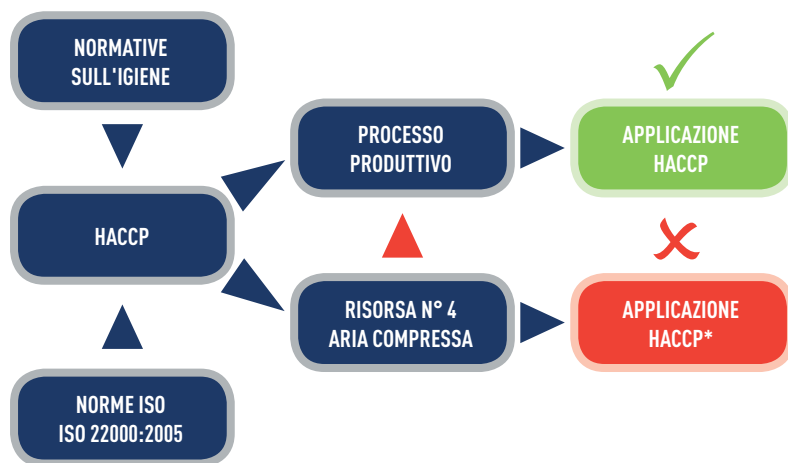 NORMATIVE
SULL'IGIENE
PROCESSO
PRODUTTIVO
APPLICAZIONE
HACCP
HACCP
RISORSA N° 4
ARIA COMPRESSA
APPLICAZIONE
HACCP*
NORME ISO
ISO 22000:2005